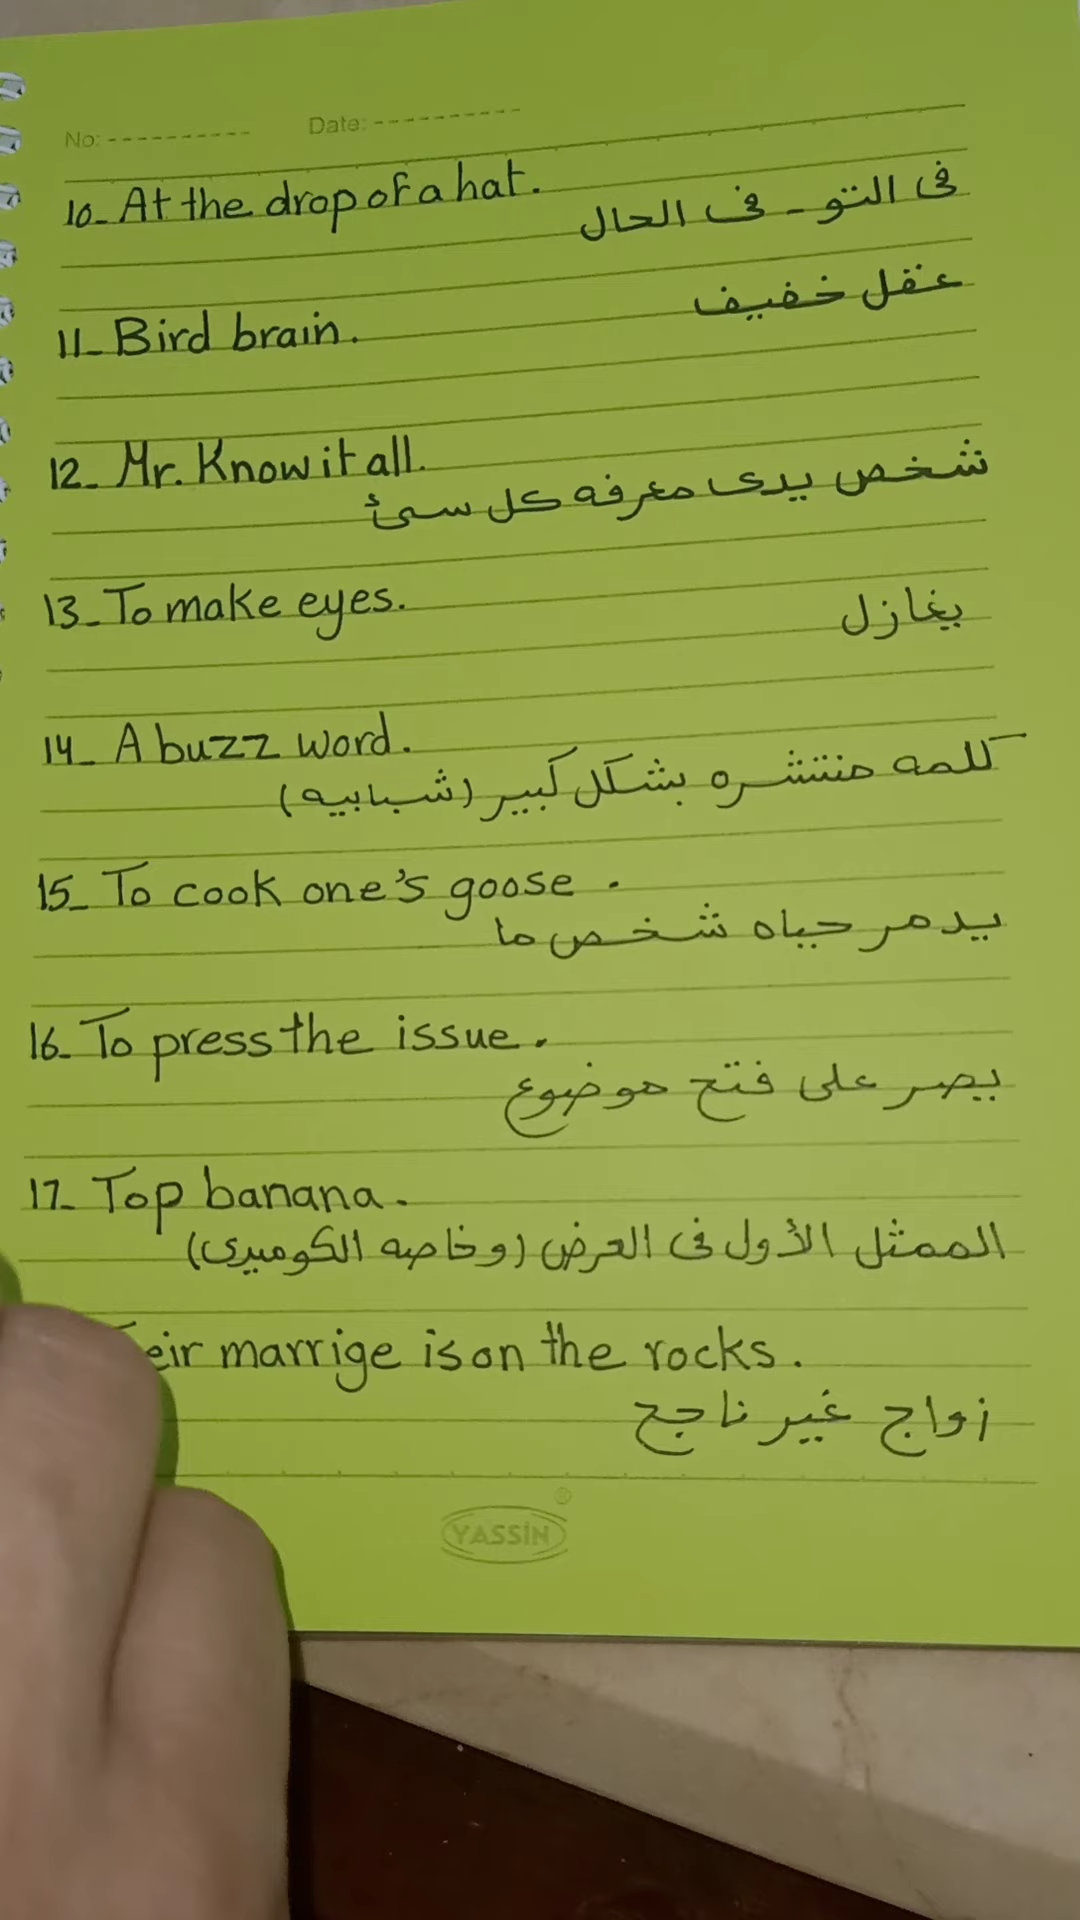 No: ----------- Date: -----------
10_ At the drop of a hat.
فى التو - فى الحال
عقل خفيف
11_ Bird brain.
12_ Mr. Know it all.
شخص يدى معرفه كل سئ
13_ To make eyes.
يغازل
14_ A buzz word.
كلمه منتشره بشكل كبير (شبابيه)
15_ To cook one's goose.
يدمر حياه شخص ما
16_ To press the issue.
يصر على فتح موضوع
17_ Top banana.
الممثل الأول فى العرض (وخاصه الكوميدى)
eir marrige is on the rocks.
زواج غير ناجح
YASSİN ®